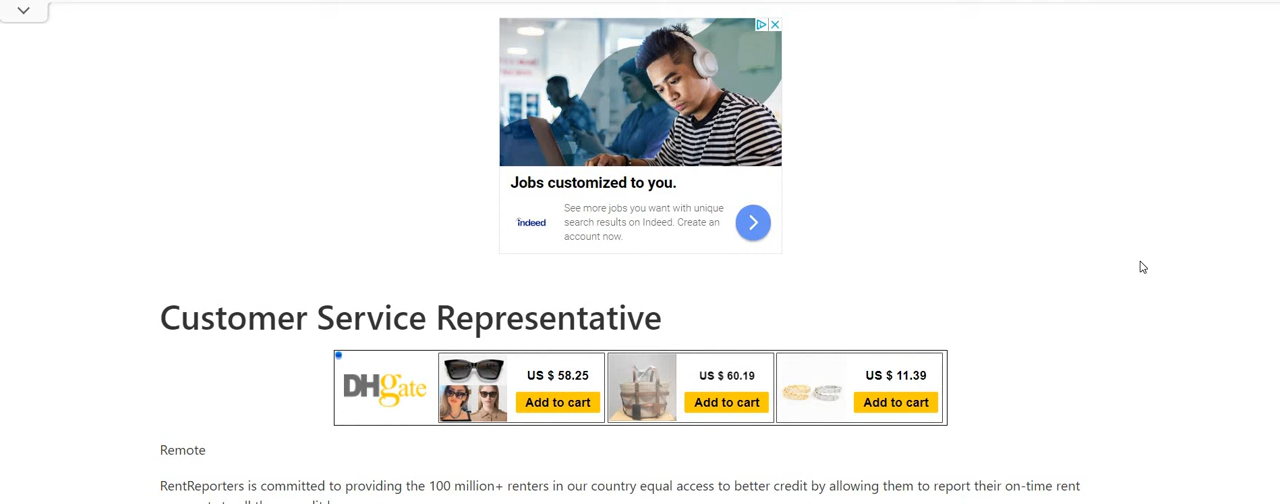 Jobs customized to you.
indeed
See more jobs you want with unique
search results on Indeed. Create an
account now.
Customer Service Representative
DHgate
US $ 58.25
Add to cart
US $ 60.19
Add to cart
US $ 11.39
Add to cart
Remote
RentReporters is committed to providing the 100 million+ renters in our country equal access to better credit by allowing them to report their on-time rent